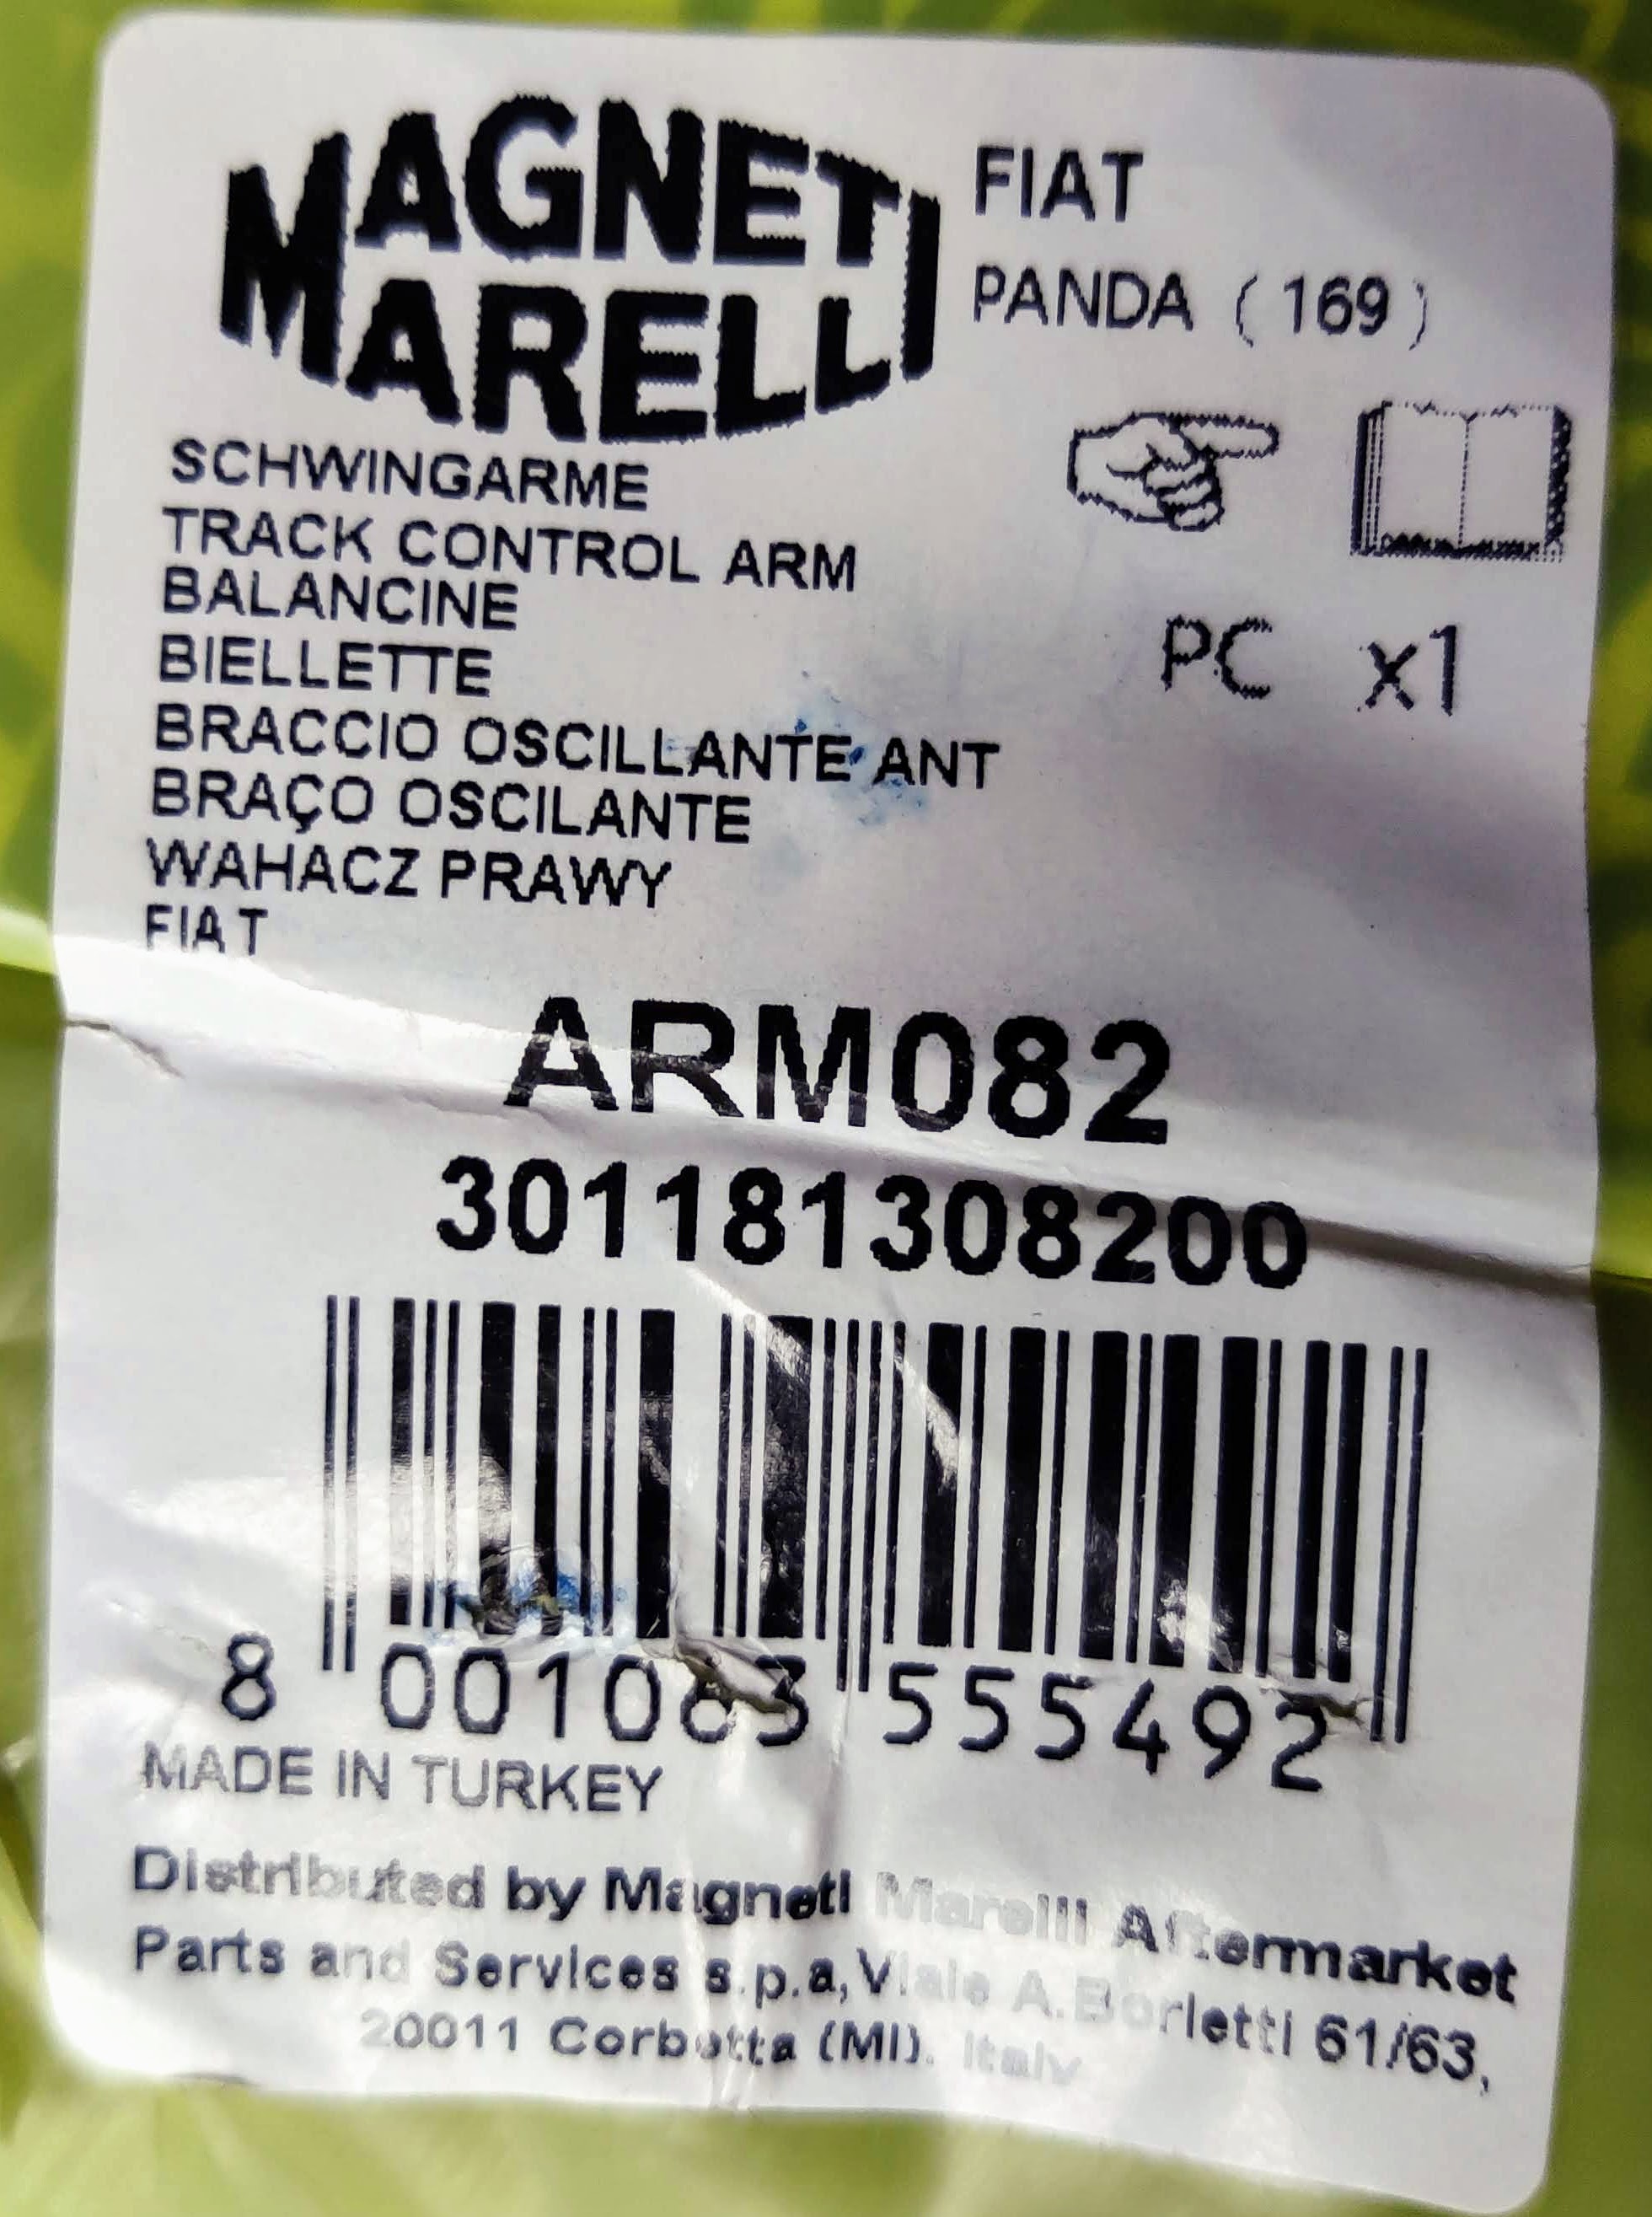 MAGNETI
MARELLI
FIAT
PANDA (169)
PC x1
SCHWINGARME
TRACK CONTROL ARM
BALANCINE
BIELLETTE
BRACCIO OSCILLANTE ANT
BRAÇO OSCILANTE
WAHACZ PRAWY
FIAT
ARM082
301181308200
8 001063 555492
MADE IN TURKEY
Distributed by Magneti Marelli Aftermarket
Parts and Services s.p.a,Viale A.Borletti 61/63,
20011 Corbetta (MI). Italy